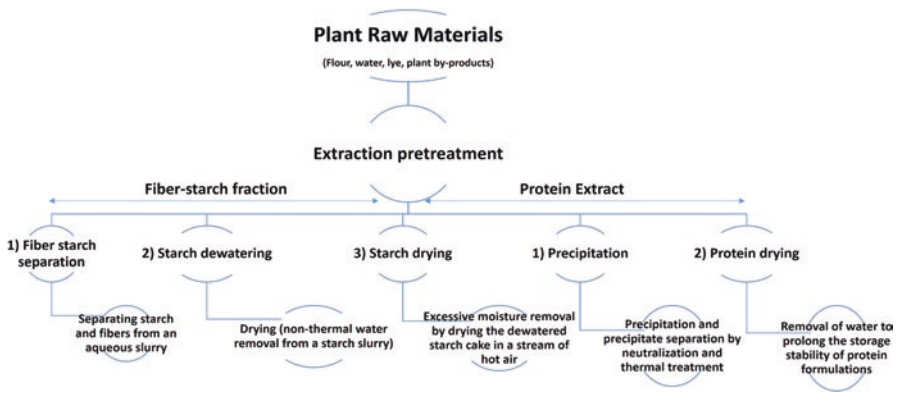 Plant Raw Materials
(Flour, water, lye, plant by-products)
Extraction pretreatment
Fiber-starch fraction
Protein Extract
1) Fiber starch
separation
2) Starch dewatering
3) Starch drying
1) Precipitation
2) Protein drying
Separating starch
and fibers from an
aqueous slurry
Drying (non-thermal water
removal from a starch slurry)
Excessive moisture removal
by drying the dewatered
starch cake in a stream of
hot air
Precipitation and
precipitate separation by
neutralization and
thermal treatment
Removal of water to
prolong the storage
stability of protein
formulations